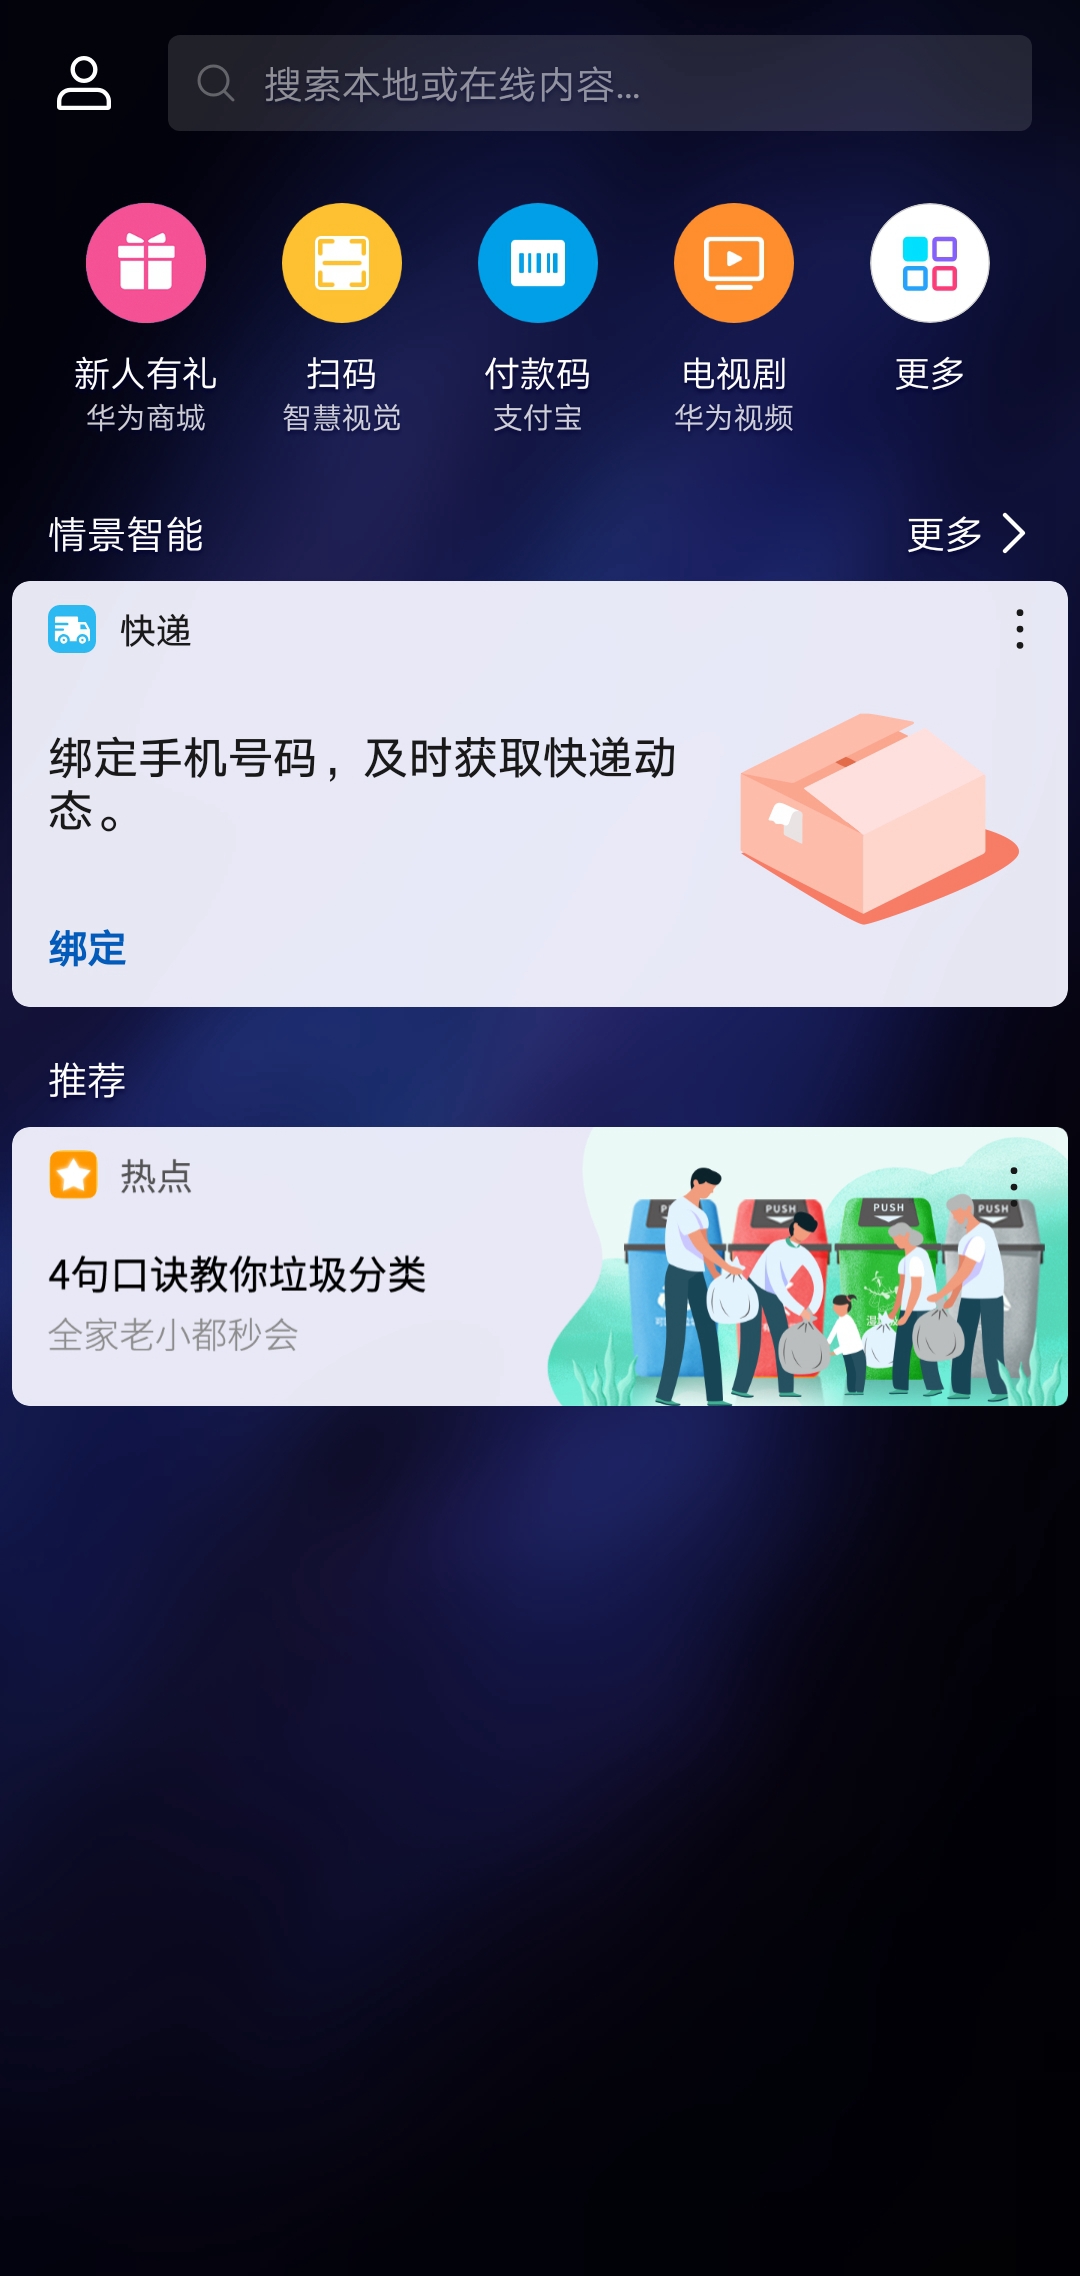 搜索本地或在线内容...
新人有礼
华为商城
扫码
智慧视觉
付款码
支付宝
电视剧
华为视频
更多
情景智能
更多
快递
绑定手机号码，及时获取快递动
态。
绑定
推荐
热点
4句口诀教你垃圾分类
全家老小都秒会
PUSH
PUSH
PUSH